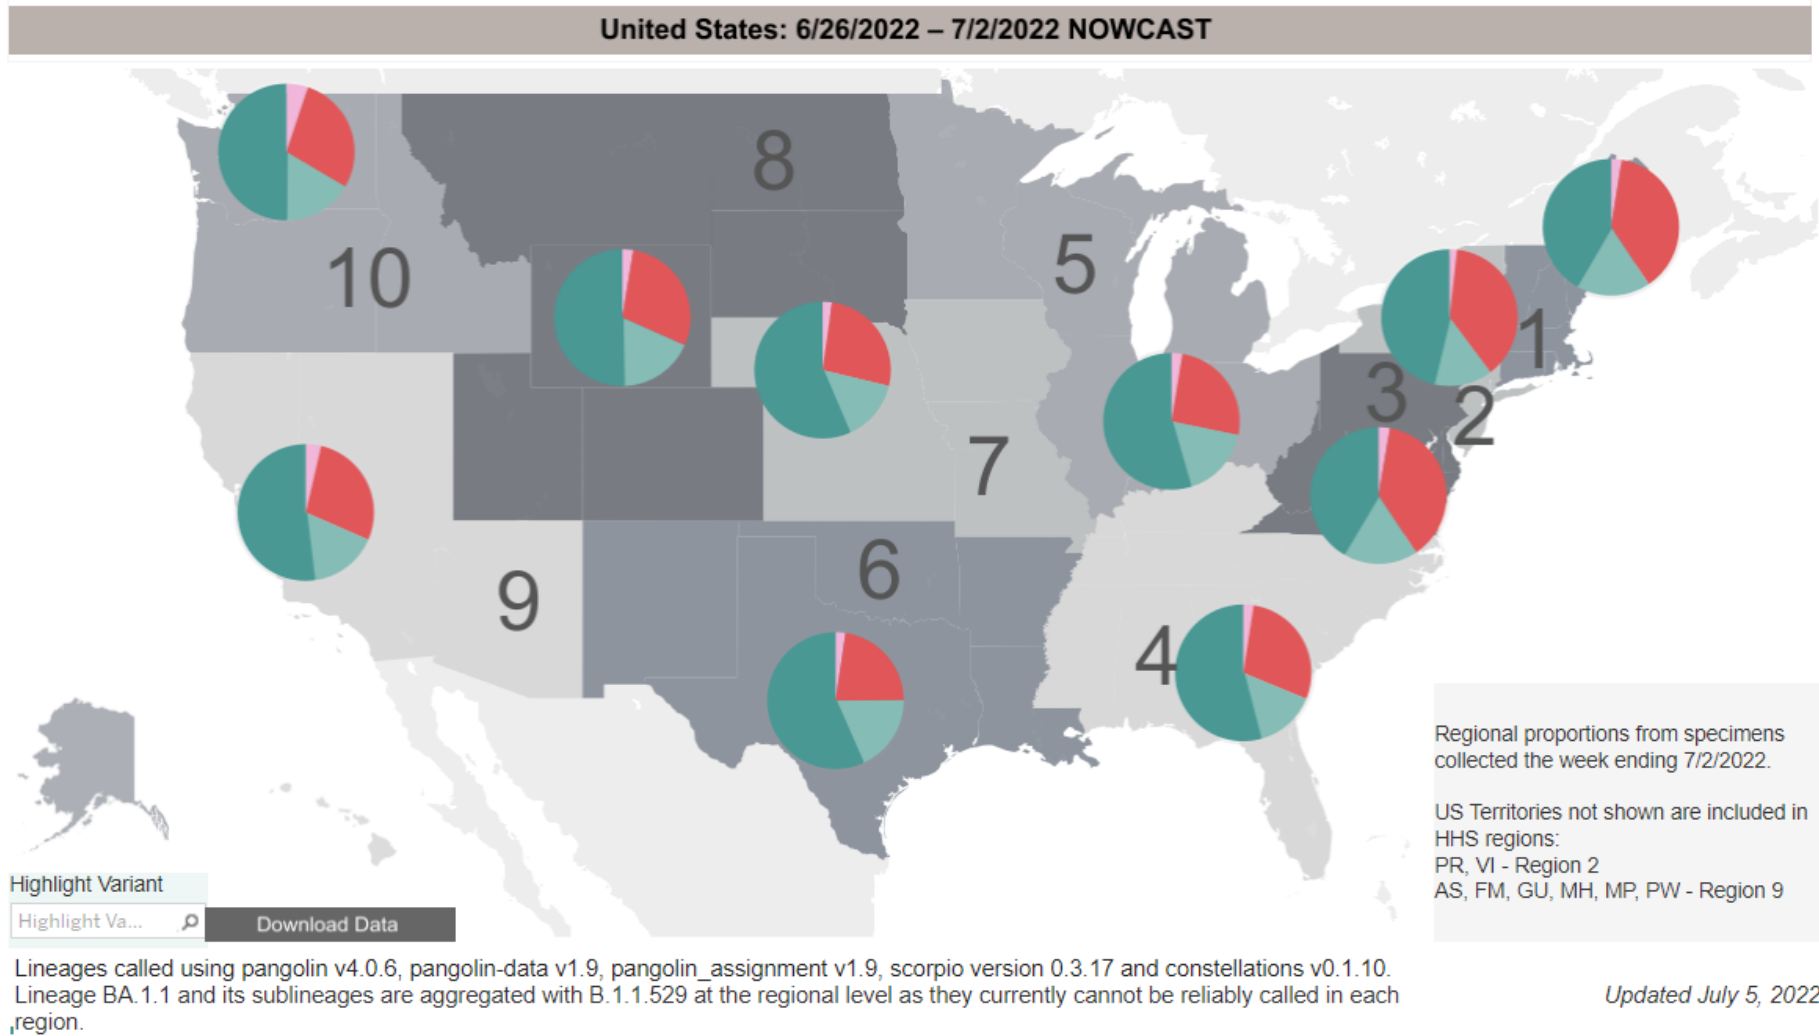 United States: 6/26/2022 – 7/2/2022 NOWCAST
8
10
5
1
3
2
7
6
9
4
Regional proportions from specimens
collected the week ending 7/2/2022.
US Territories not shown are included in
HHS regions:
PR, VI - Region 2
AS, FM, GU, MH, MP, PW - Region 9
Highlight Variant
Highlight Va...
Download Data
Lineages called using pangolin v4.0.6, pangolin-data v1.9, pangolin_assignment v1.9, scorpio version 0.3.17 and constellations v0.1.10.
Lineage BA.1.1 and its sublineages are aggregated with B.1.1.529 at the regional level as they currently cannot be reliably called in each
region.
Updated July 5, 2022